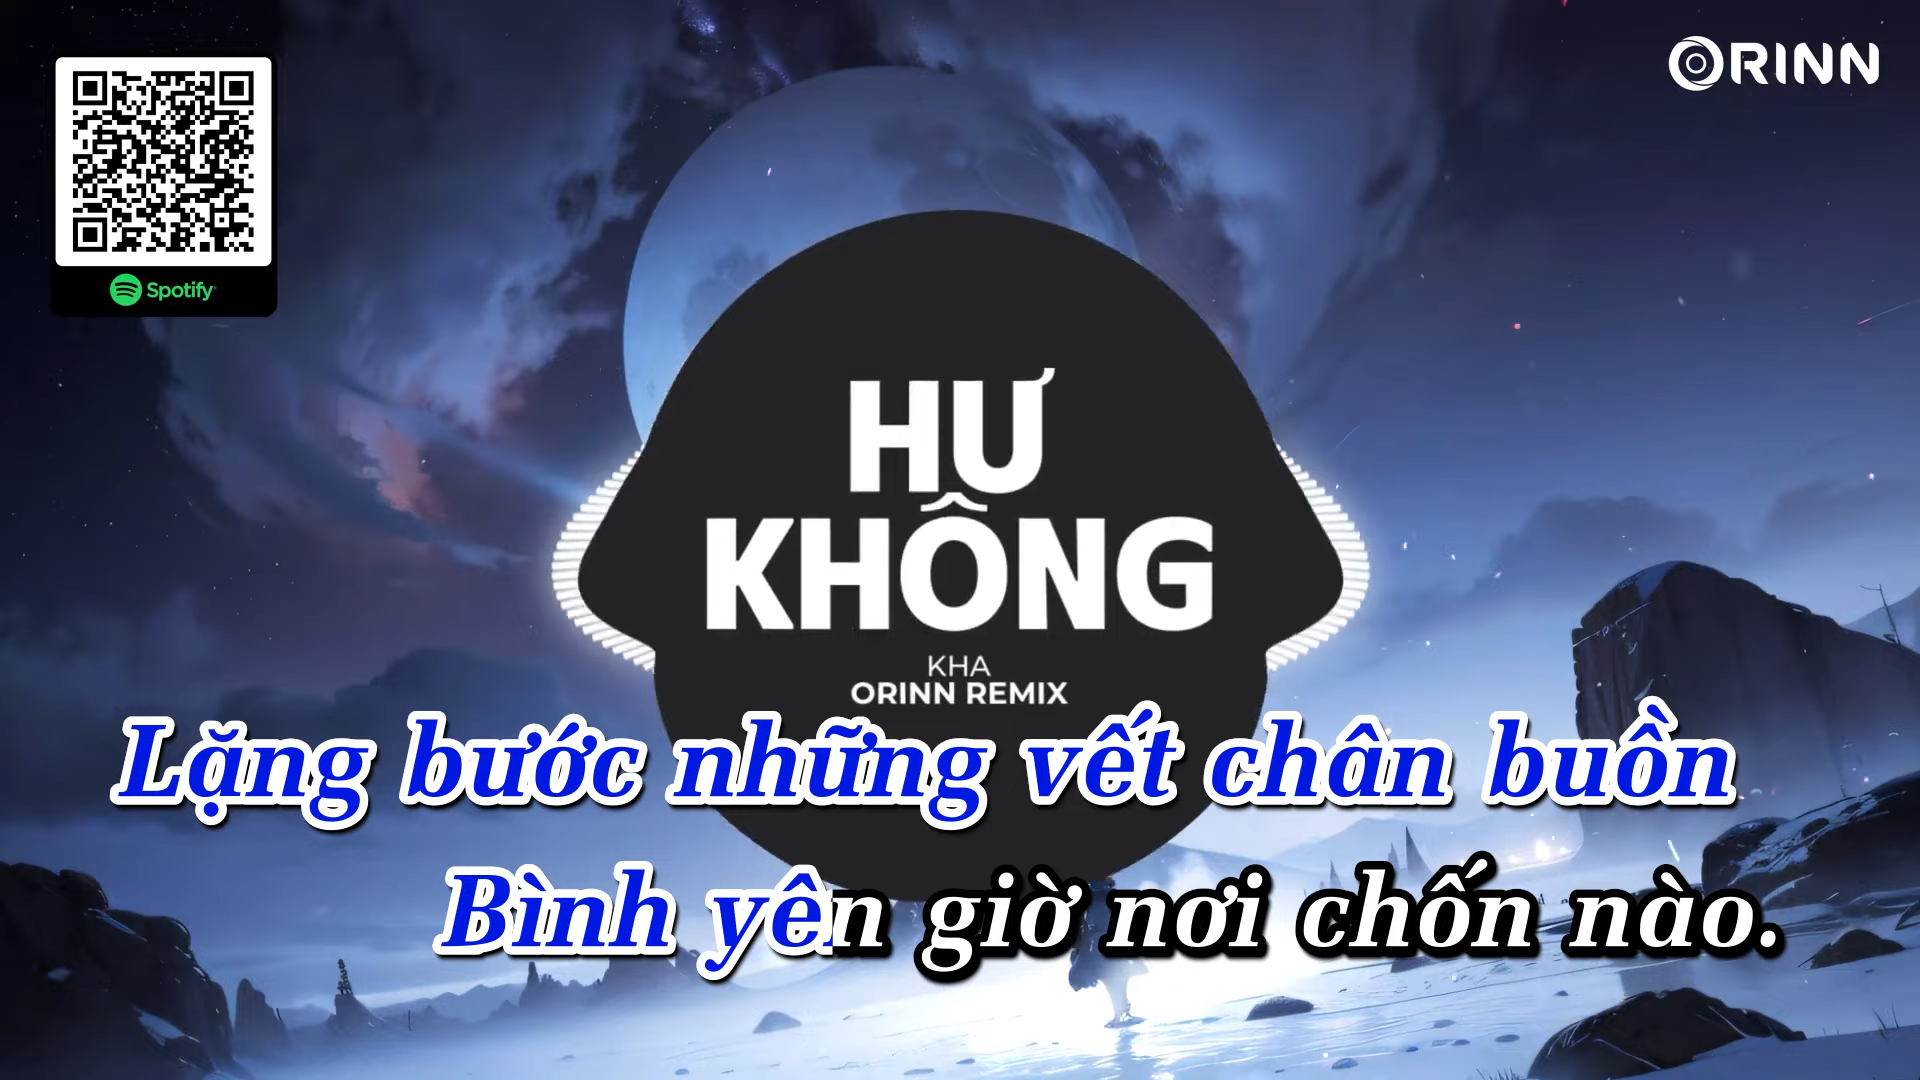 ORINN
Spotify
HƯ
KHÔNG
KHA
ORINN REMIX
Lặng bước những vết chân buồn
Bình yên giờ nơi chốn nào.